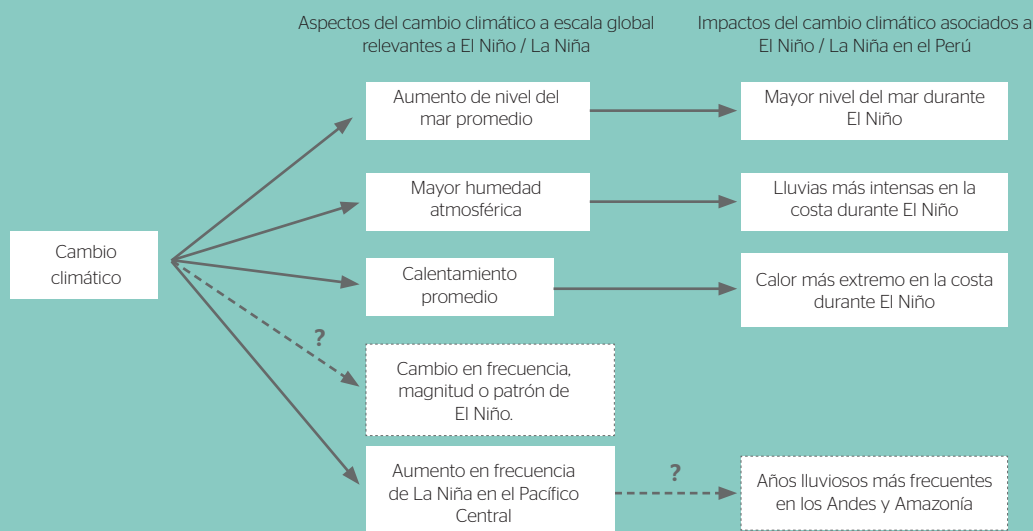 Aspectos del cambio climático a escala global
relevantes a El Niño / La Niña
Impactos del cambio climático asociados a
El Niño / La Niña en el Perú
Cambio
climático
Aumento de nivel del
mar promedio
Mayor nivel del mar durante
El Niño
Mayor humedad
atmosférica
Lluvias más intensas en la
costa durante El Niño
Calentamiento
promedio
Calor más extremo en la costa
durante El Niño
?
Cambio en frecuencia,
magnitud o patrón de
El Niño.
Aumento en frecuencia
de La Niña en el Pacífico
Central
?
Años lluviosos más frecuentes
en los Andes y Amazonía